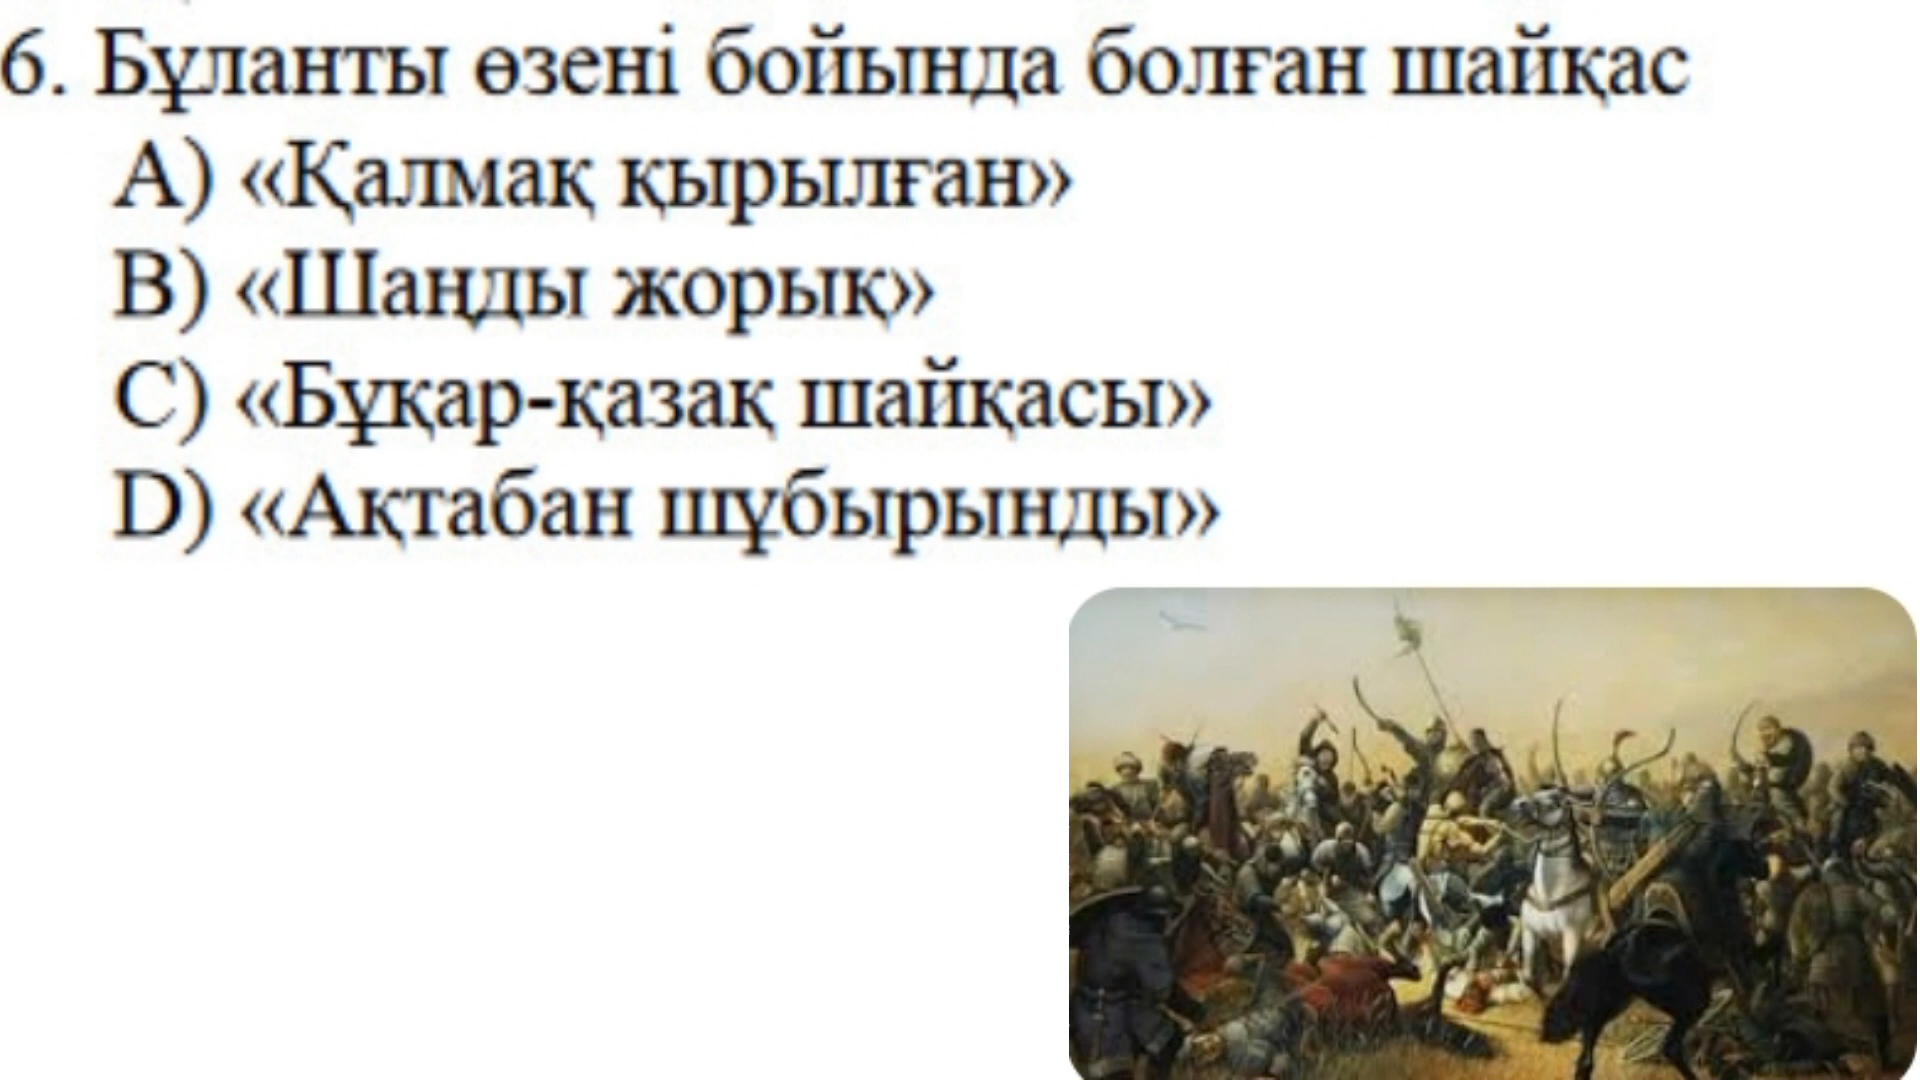 6. Бұланты өзені бойында болған шайқас
A) «Қалмақ қырылған»
B) «Шаңды жорық»
C) «Бұқар-қазақ шайқасы»
D) «Ақтабан шұбырынды»